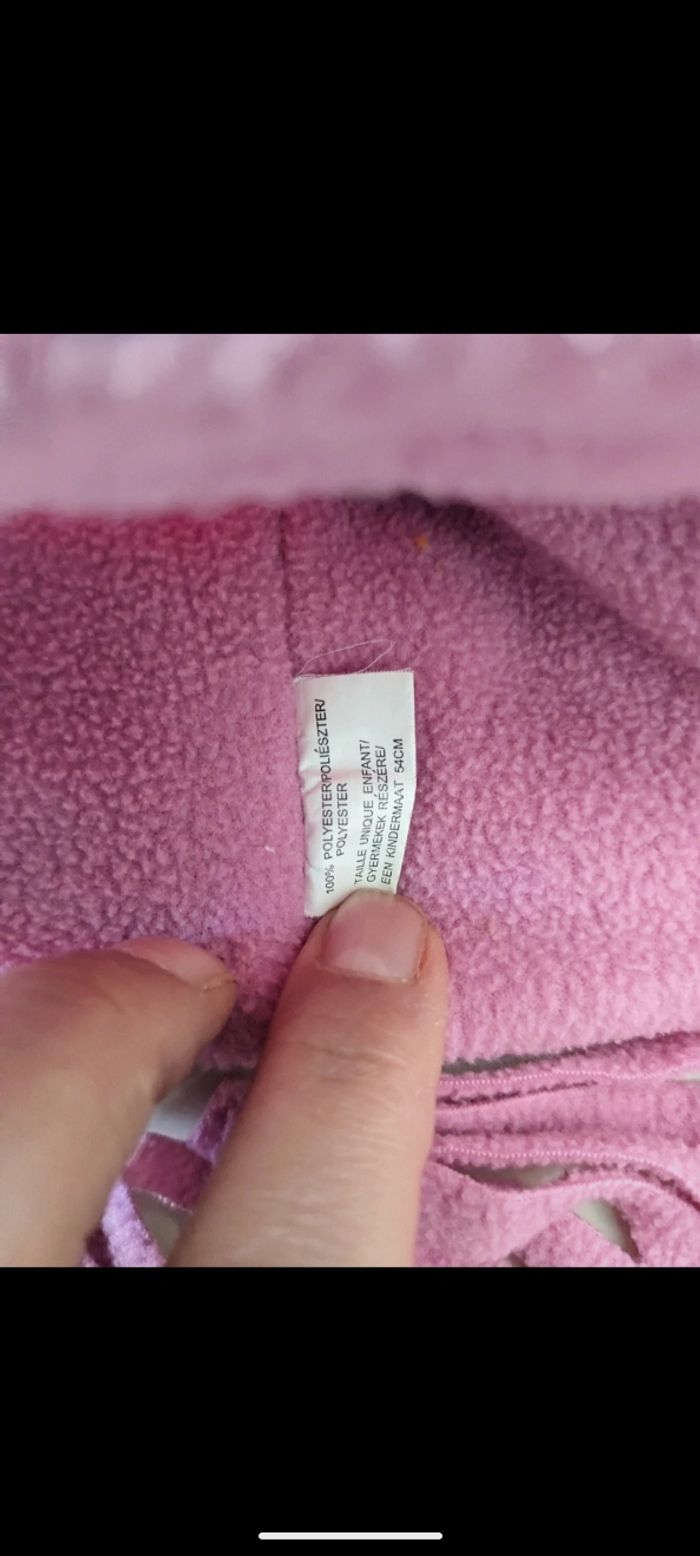 100% POLYESTER/POLIÉSZTER/
POLYESTER
TAILLE UNIQUE ENFANT/
GYERMEKEK RÉSZÉRE/
EEN KINDERMAAT 54CM